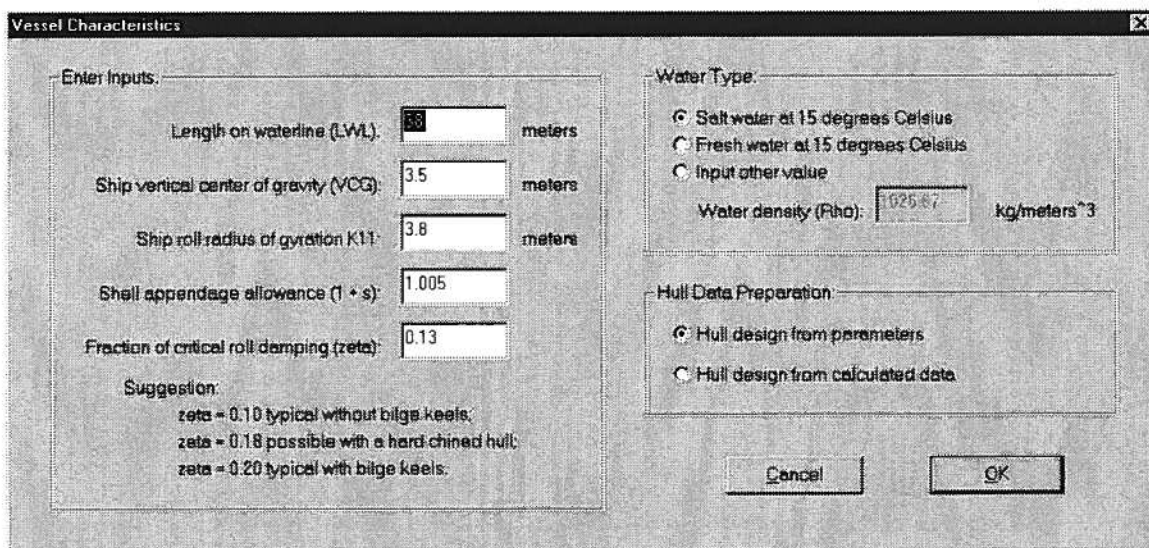 Vessel Characteristics
Enter Inputs:
Length on waterline (LWL): meters
Ship vertical center of gravity (VCG): 3.5 meters
Ship roll radius of gyration K11: 3.8 meters
Shell appendage allowance (1 + s): 1.005
Fraction of critical roll damping (zeta): 0.13
Suggestion:
zeta = 0.10 typical without bilge keels;
zeta = 0.18 possible with a hard chined hull;
zeta = 0.20 typical with bilge keels.
Water Type:
Salt water at 15 degrees Celsius
Fresh water at 15 degrees Celsius
Input other value
Water density (Rho): kg/meters^3
Hull Data Preparation:
Hull design from parameters
Hull design from calculated data
Cancel
OK